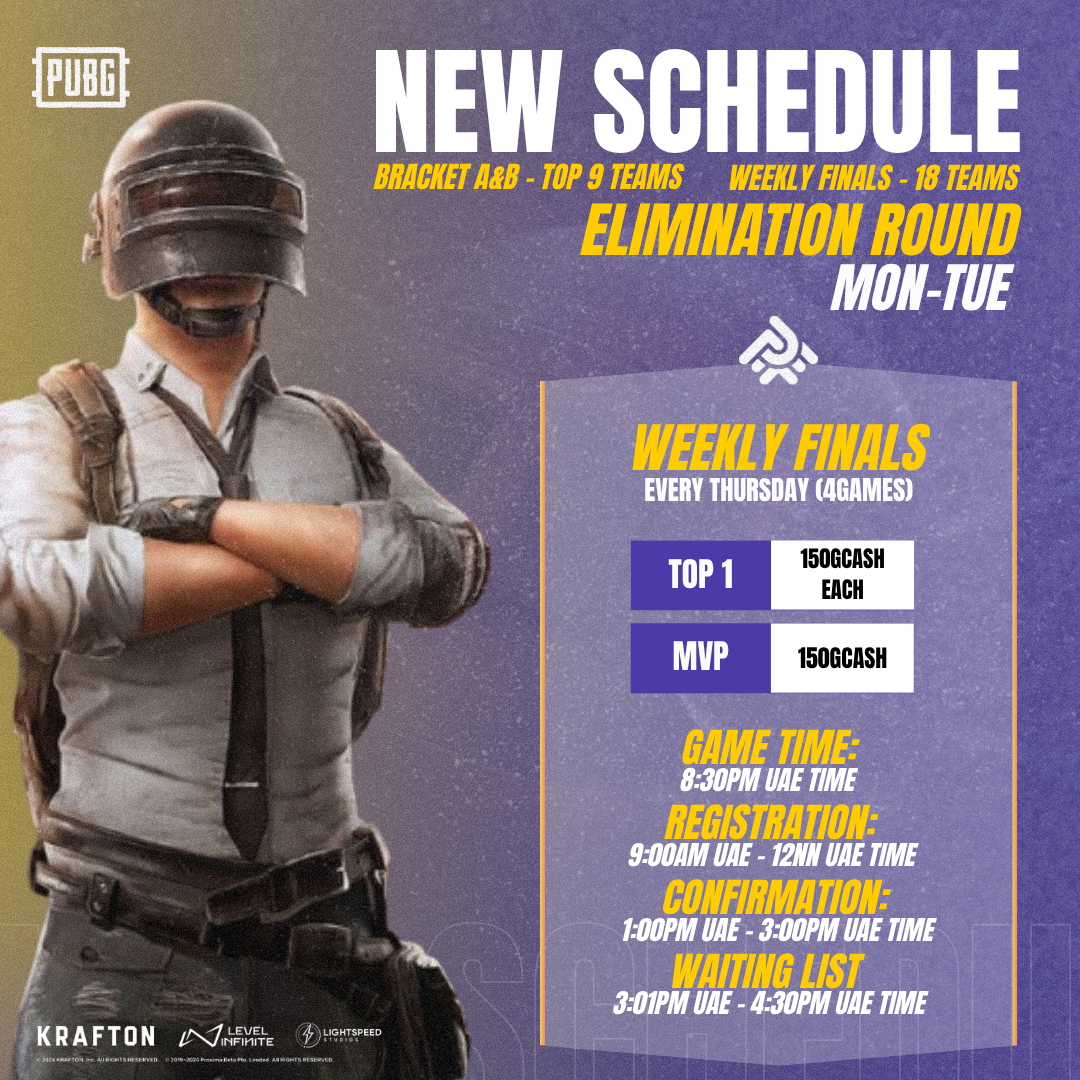 PUBG
NEW SCHEDULE
BRACKET A&B - TOP 9 TEAMS WEEKLY FINALS - 18 TEAMS
ELIMINATION ROUND
MON-TUE
WEEKLY FINALS
EVERY THURSDAY (4GAMES)
TOP 1 150GCASH EACH
MVP 150GCASH
GAME TIME:
8:30PM UAE TIME
REGISTRATION:
9:00AM UAE - 12NN UAE TIME
CONFIRMATION:
1:00PM UAE - 3:00PM UAE TIME
WAITING LIST
3:01PM UAE - 4:30PM UAE TIME
KRAFTON LEVEL INFINITE LIGHTSPEED STUDIOS
© 2024 KRAFTON, Inc. All RIGHTS RESERVED. © 2019-2024 Proxima Beta Pte. Limited. All RIGHTS RESERVED.